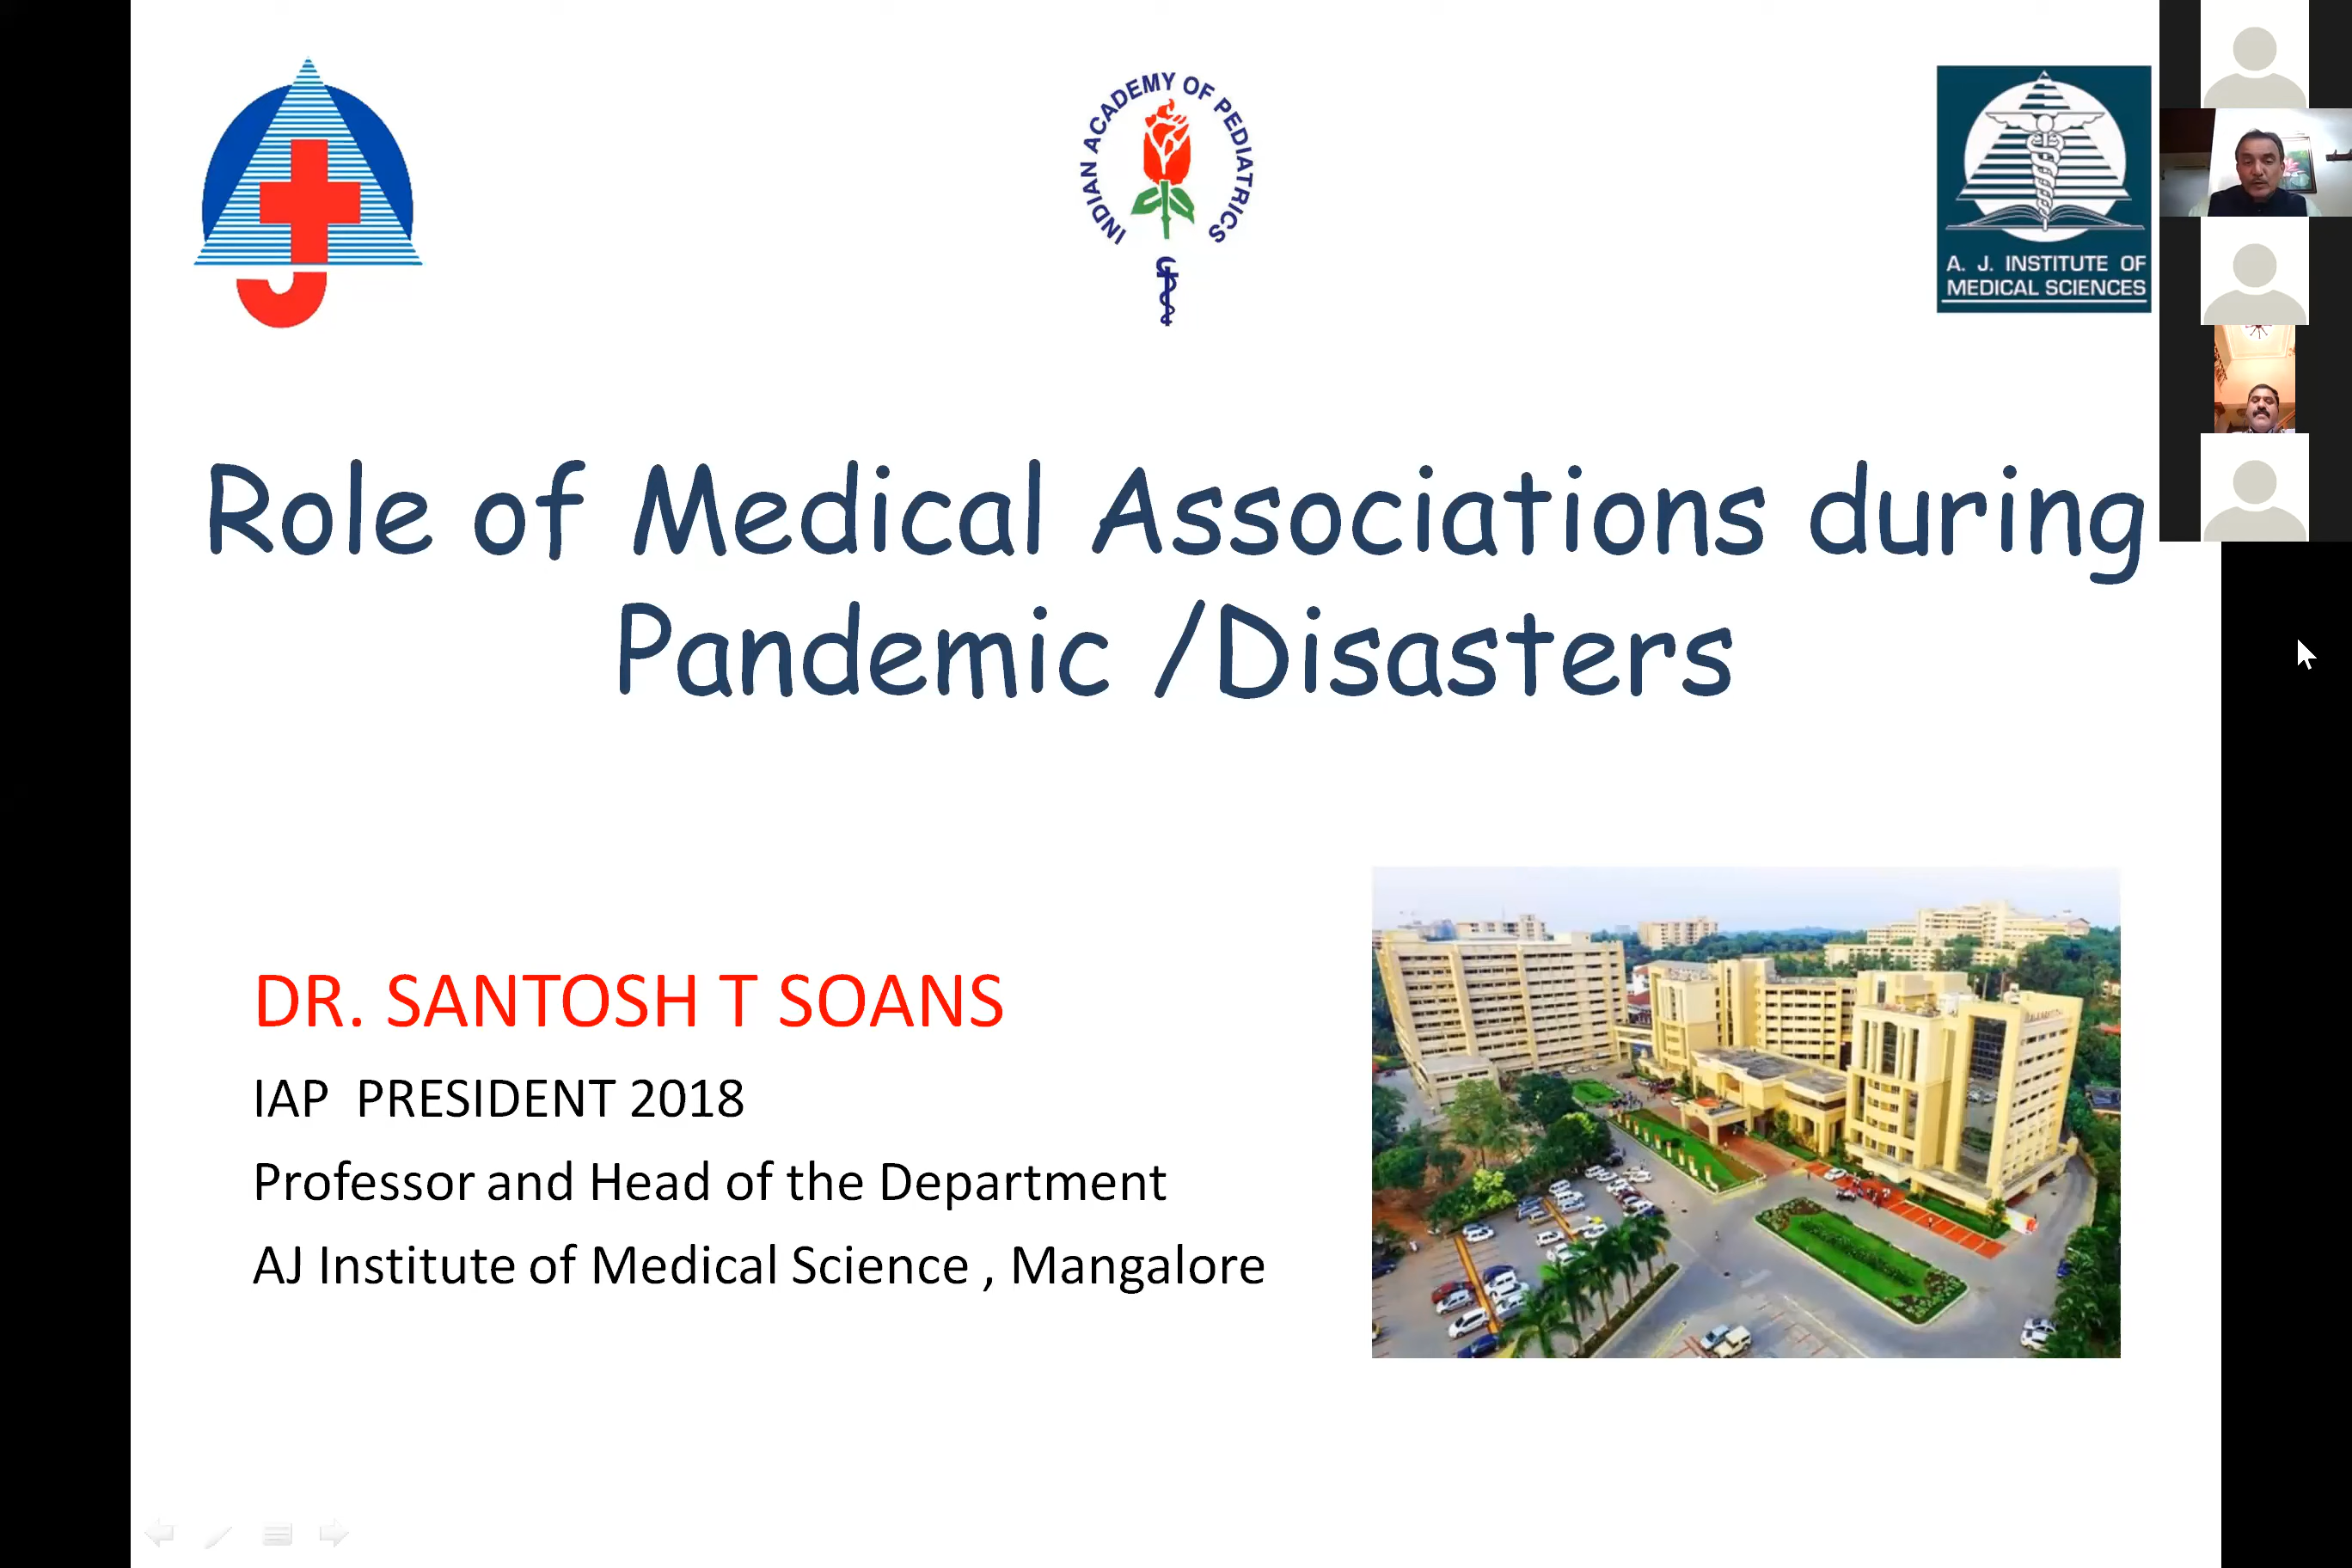 INDIAN ACADEMY OF PEDIATRICS
A. J. INSTITUTE OF
MEDICAL SCIENCES
Role of Medical Associations during
Pandemic /Disasters
DR. SANTOSH T SOANS
IAP PRESIDENT 2018
Professor and Head of the Department
AJ Institute of Medical Science , Mangalore